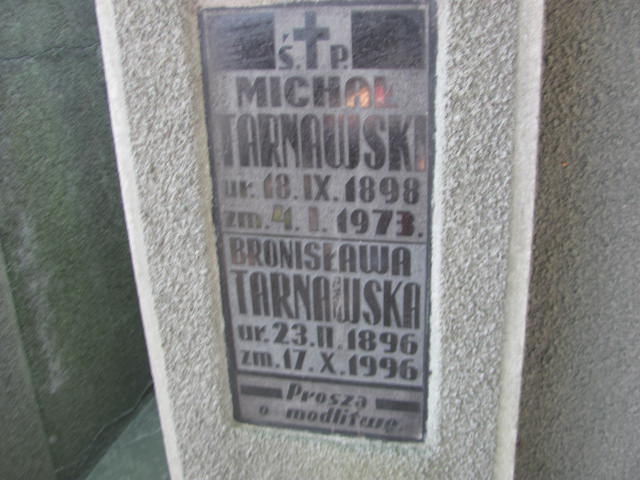 Ś. P.
MICHAŁ
TARNAWSKI
ur. 18.IX.1898
zm. 4.I.1973.
BRONISŁAWA
TARNAWSKA
ur. 23.II.1896
zm. 17.X.1996
Proszą
o modlitwę.